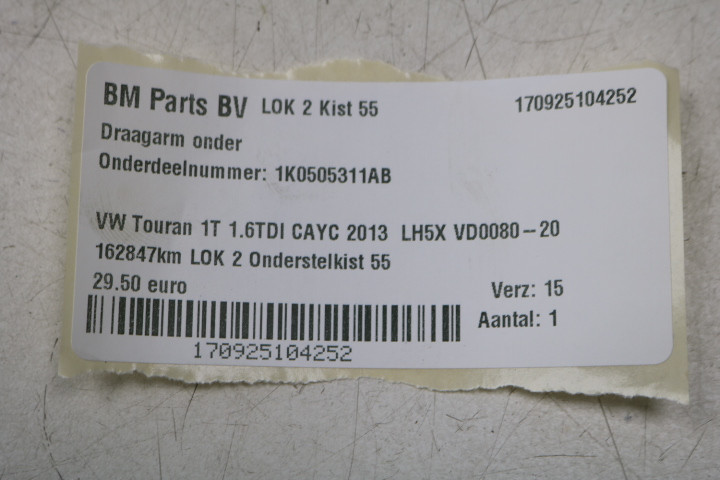 BM Parts BV LOK 2 Kist 55 170925104252
Draagarm onder
Onderdeelnummer: 1K0505311AB
VW Touran 1T 1.6TDI CAYC 2013 LH5X VD0080-20
162847km LOK 2 Onderstelkist 55
29.50 euro Verz: 15
Aantal: 1
170925104252